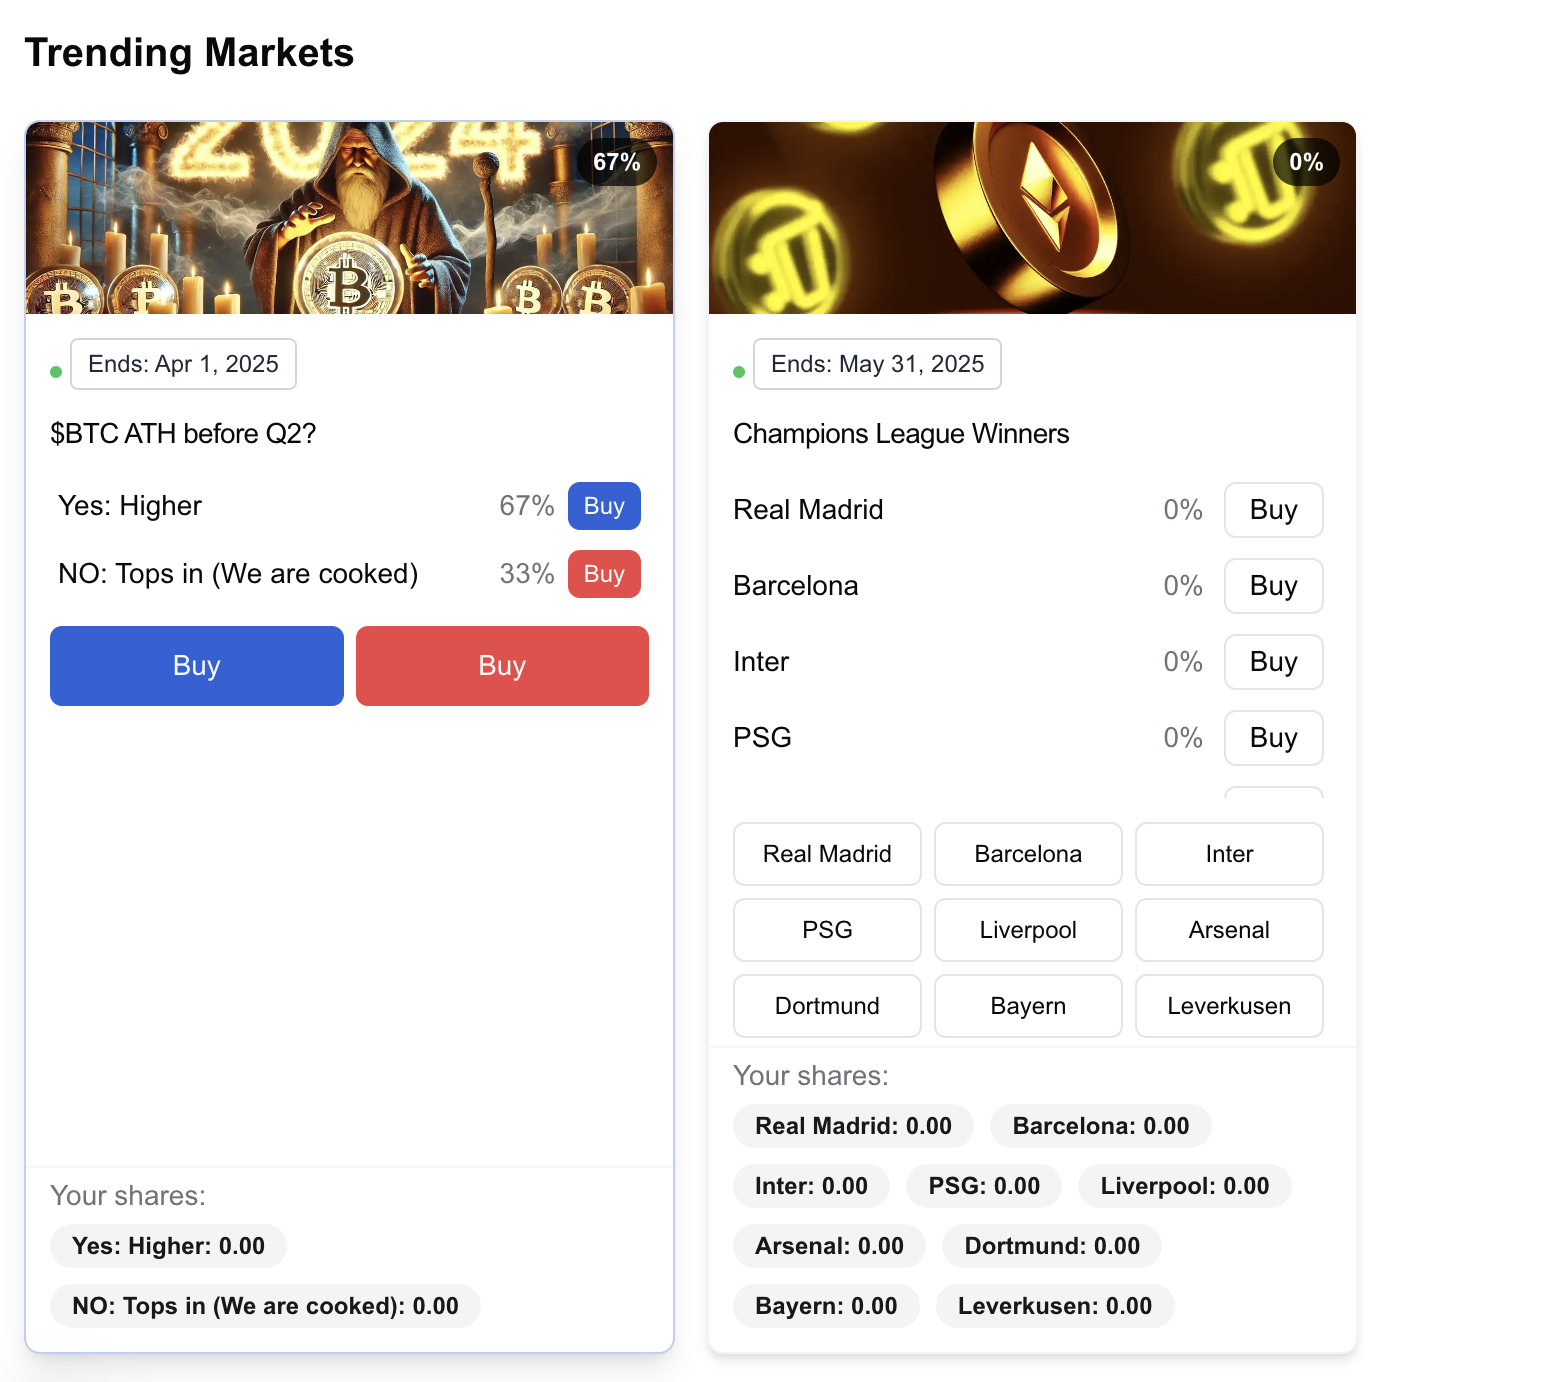 Trending Markets
2024
67%
Ends: Apr 1, 2025
$BTC ATH before Q2?
Yes: Higher 67% Buy
NO: Tops in (We are cooked) 33% Buy
Buy Buy
Your shares:
Yes: Higher: 0.00
NO: Tops in (We are cooked): 0.00
0%
Ends: May 31, 2025
Champions League Winners
Real Madrid 0% Buy
Barcelona 0% Buy
Inter 0% Buy
PSG 0% Buy
Real Madrid Barcelona Inter
PSG Liverpool Arsenal
Dortmund Bayern Leverkusen
Your shares:
Real Madrid: 0.00 Barcelona: 0.00
Inter: 0.00 PSG: 0.00 Liverpool: 0.00
Arsenal: 0.00 Dortmund: 0.00
Bayern: 0.00 Leverkusen: 0.00